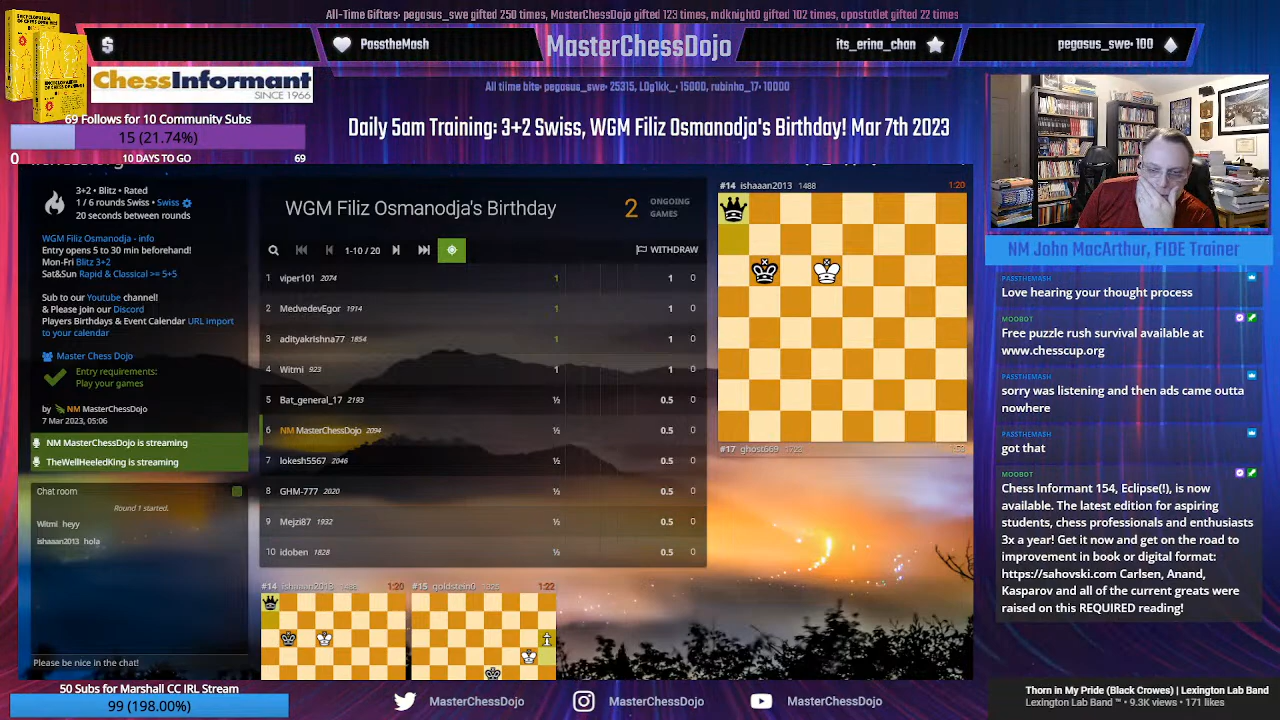 All-Time Gifters• pegasus_swe gifted 250 times, MasterChessDojo gifted 123 times, mdknight0 gifted 102 times, apostatlet gifted 22 times
$
PasstheMash
MasterChessDojo
its_erina_chan
pegasus_swe• 100
ChessInformant
SINCE 1966
All time bits• pegasus_swe• 25315, L0g1kk_• 15000, rubinho_17• 10000
69 Follows for 10 Community Subs
15 (21.74%)
0
10 DAYS TO GO
69
Daily 5am Training: 3+2 Swiss, WGM Filiz Osmanodja's Birthday! Mar 7th 2023
3+2 • Blitz • Rated
1 / 6 rounds Swiss • Swiss
20 seconds between rounds
WGM Filiz Osmanodja - info
Entry opens 5 to 30 min beforehand!
Mon-Fri Blitz 3+2
Sat&Sun Rapid & Classical >= 5+5
Sub to our Youtube channel!
& Please Join our Discord
Players Birthdays & Event Calendar URL import
to your calendar
Master Chess Dojo
Entry requirements:
Play your games
by NM MasterChessDojo
7 Mar 2023, 05:06
NM MasterChessDojo is streaming
TheWellHeeledKing is streaming
Chat room
Round 1 started.
Witmi heyy
ishaaan2013 hola
Please be nice in the chat!
WGM Filiz Osmanodja's Birthday
2
ONGOING
GAMES
1-10 / 20
WITHDRAW
1 viper101 2074 1 1 0
2 MedvedevEgor 1914 1 1 0
3 adityakrishna77 1854 1 1 0
4 Witmi 923 1 1 0
5 Bat_general_17 2193 ½ 0.5 0
6 NM MasterChessDojo 2094 ½ 0.5 0
7 lokesh5567 2046 ½ 0.5 0
8 GHM-777 2020 ½ 0.5 0
9 Mejzi87 1932 ½ 0.5 0
10 idoben 1828 ½ 0.5 0
#14 ishaaan2013 1488 1:20
#15 goldstein0 1325 1:22
#14 ishaaan2013 1488 1:20
#17 ghost669
NM John MacArthur, FIDE Trainer
PASSTHEMASH
Love hearing your thought process
MOOBOT
Free puzzle rush survival available at
www.chesscup.org
PASSTHEMASH
sorry was listening and then ads came outta
nowhere
PASSTHEMASH
got that
MOOBOT
Chess Informant 154, Eclipse(!), is now
available. The latest edition for aspiring
students, chess professionals and enthusiasts
3x a year! Get it now and get on the road to
improvement in book or digital format:
https://sahovski.com Carlsen, Anand,
Kasparov and all of the current greats were
raised on this REQUIRED reading!
50 Subs for Marshall CC IRL Stream
99 (198.00%)
MasterChessDojo
MasterChessDojo
MasterChessDojo
Thorn in My Pride (Black Crowes) | Lexington Lab Band
Lexington Lab Band ™ • 9.3K views • 171 likes